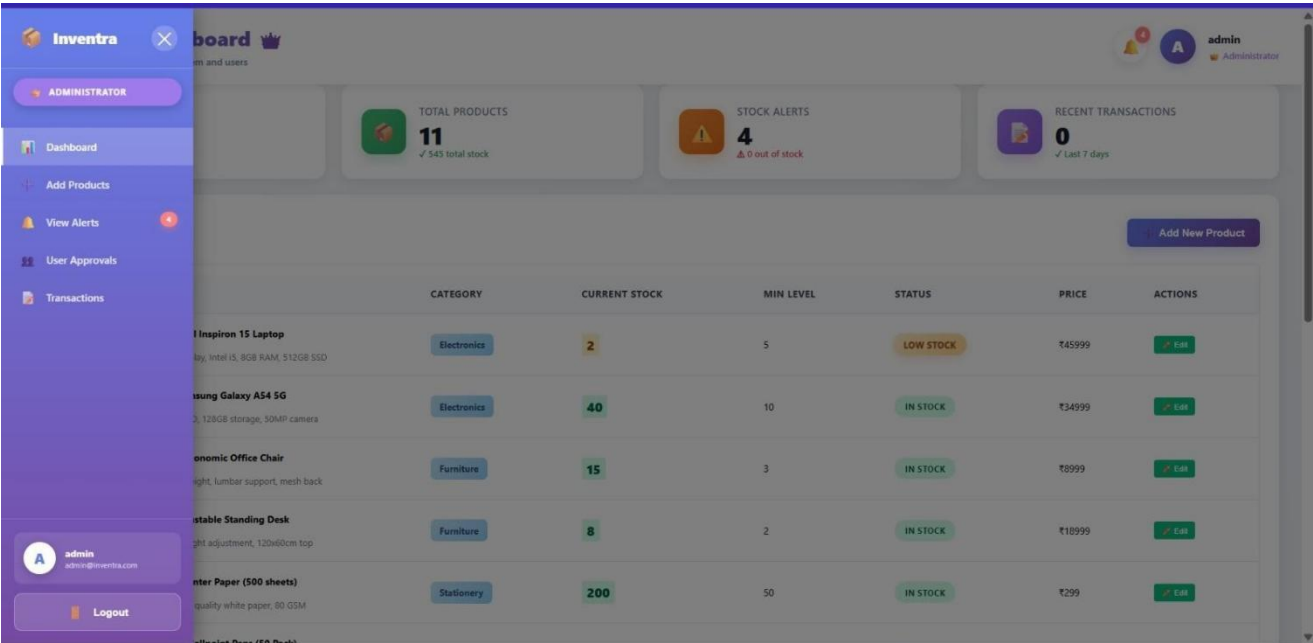 Inventra
ADMINISTRATOR
Dashboard
Add Products
View Alerts 4
User Approvals
Transactions
A
admin
admin@inventra.com
Logout
board
em and users
4
A
admin
Administrator
TOTAL PRODUCTS
11
✓ 545 total stock
STOCK ALERTS
4
⚠ 0 out of stock
RECENT TRANSACTIONS
0
✓ Last 7 days
Add New Product
CATEGORY CURRENT STOCK MIN LEVEL STATUS PRICE ACTIONS
l Inspiron 15 Laptop
lay, Intel i5, 8GB RAM, 512GB SSD
Electronics 2 5 LOW STOCK ₹45999 Edit
sung Galaxy A54 5G
D, 128GB storage, 50MP camera
Electronics 40 10 IN STOCK ₹34999 Edit
onomic Office Chair
eight, lumbar support, mesh back
Furniture 15 3 IN STOCK ₹8999 Edit
stable Standing Desk
ght adjustment, 120x60cm top
Furniture 8 2 IN STOCK ₹18999 Edit
nter Paper (500 sheets)
quality white paper, 80 GSM
Stationery 200 50 IN STOCK ₹299 Edit